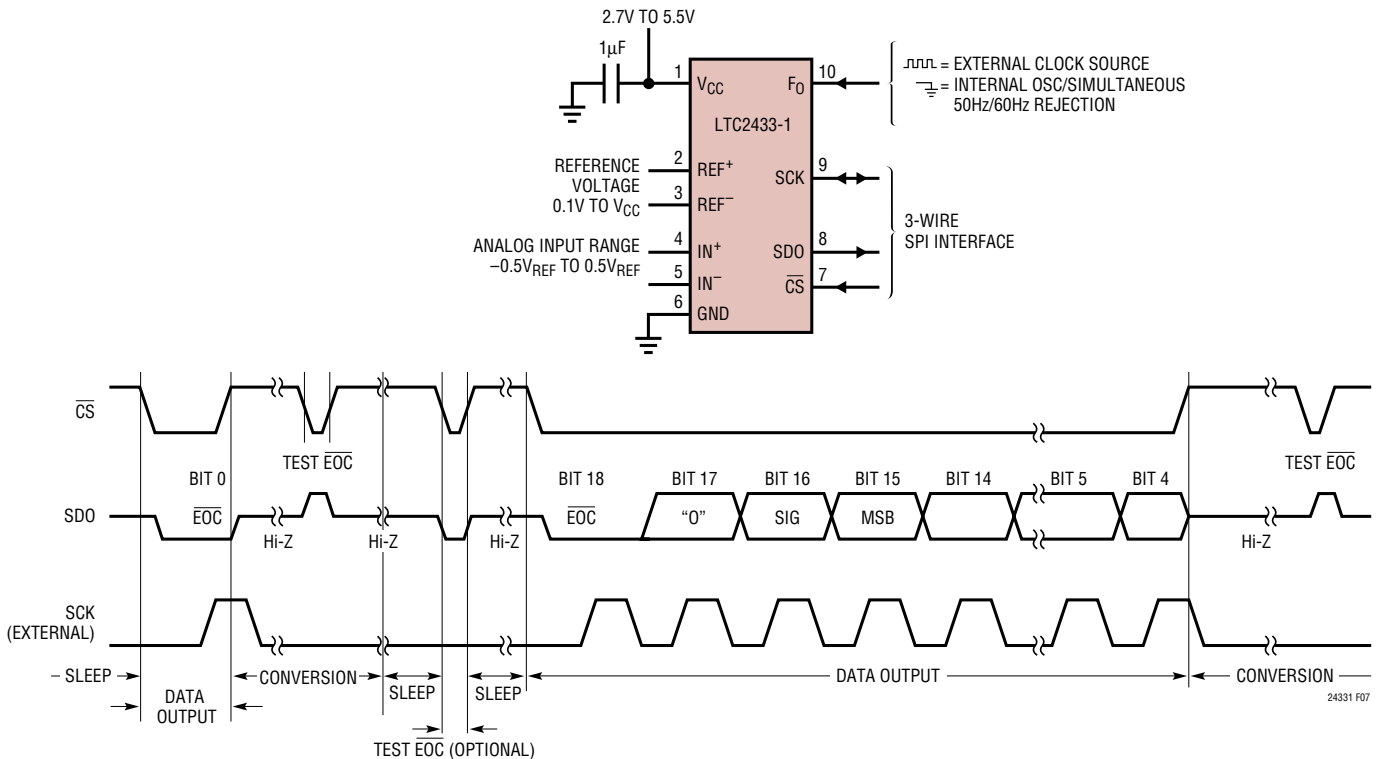 2.7V TO 5.5V
1µF
1
VCC
FO
10
= EXTERNAL CLOCK SOURCE
= INTERNAL OSC/SIMULTANEOUS
50Hz/60Hz REJECTION
LTC2433-1
REFERENCE
VOLTAGE
0.1V TO VCC
2
REF+
3
REF–
SCK
9
3-WIRE
SPI INTERFACE
ANALOG INPUT RANGE
–0.5VREF TO 0.5VREF
4
IN+
5
IN–
SDO
8
CS
7
6
GND
CS
TEST EOC
TEST EOC
BIT 0
BIT 18
BIT 17
BIT 16
BIT 15
BIT 14
BIT 5
BIT 4
SDO
EOC
EOC
“O”
SIG
MSB
Hi-Z
Hi-Z
Hi-Z
Hi-Z
SCK
(EXTERNAL)
SLEEP
CONVERSION
SLEEP
SLEEP
DATA OUTPUT
CONVERSION
DATA
OUTPUT
24331 F07
TEST EOC (OPTIONAL)